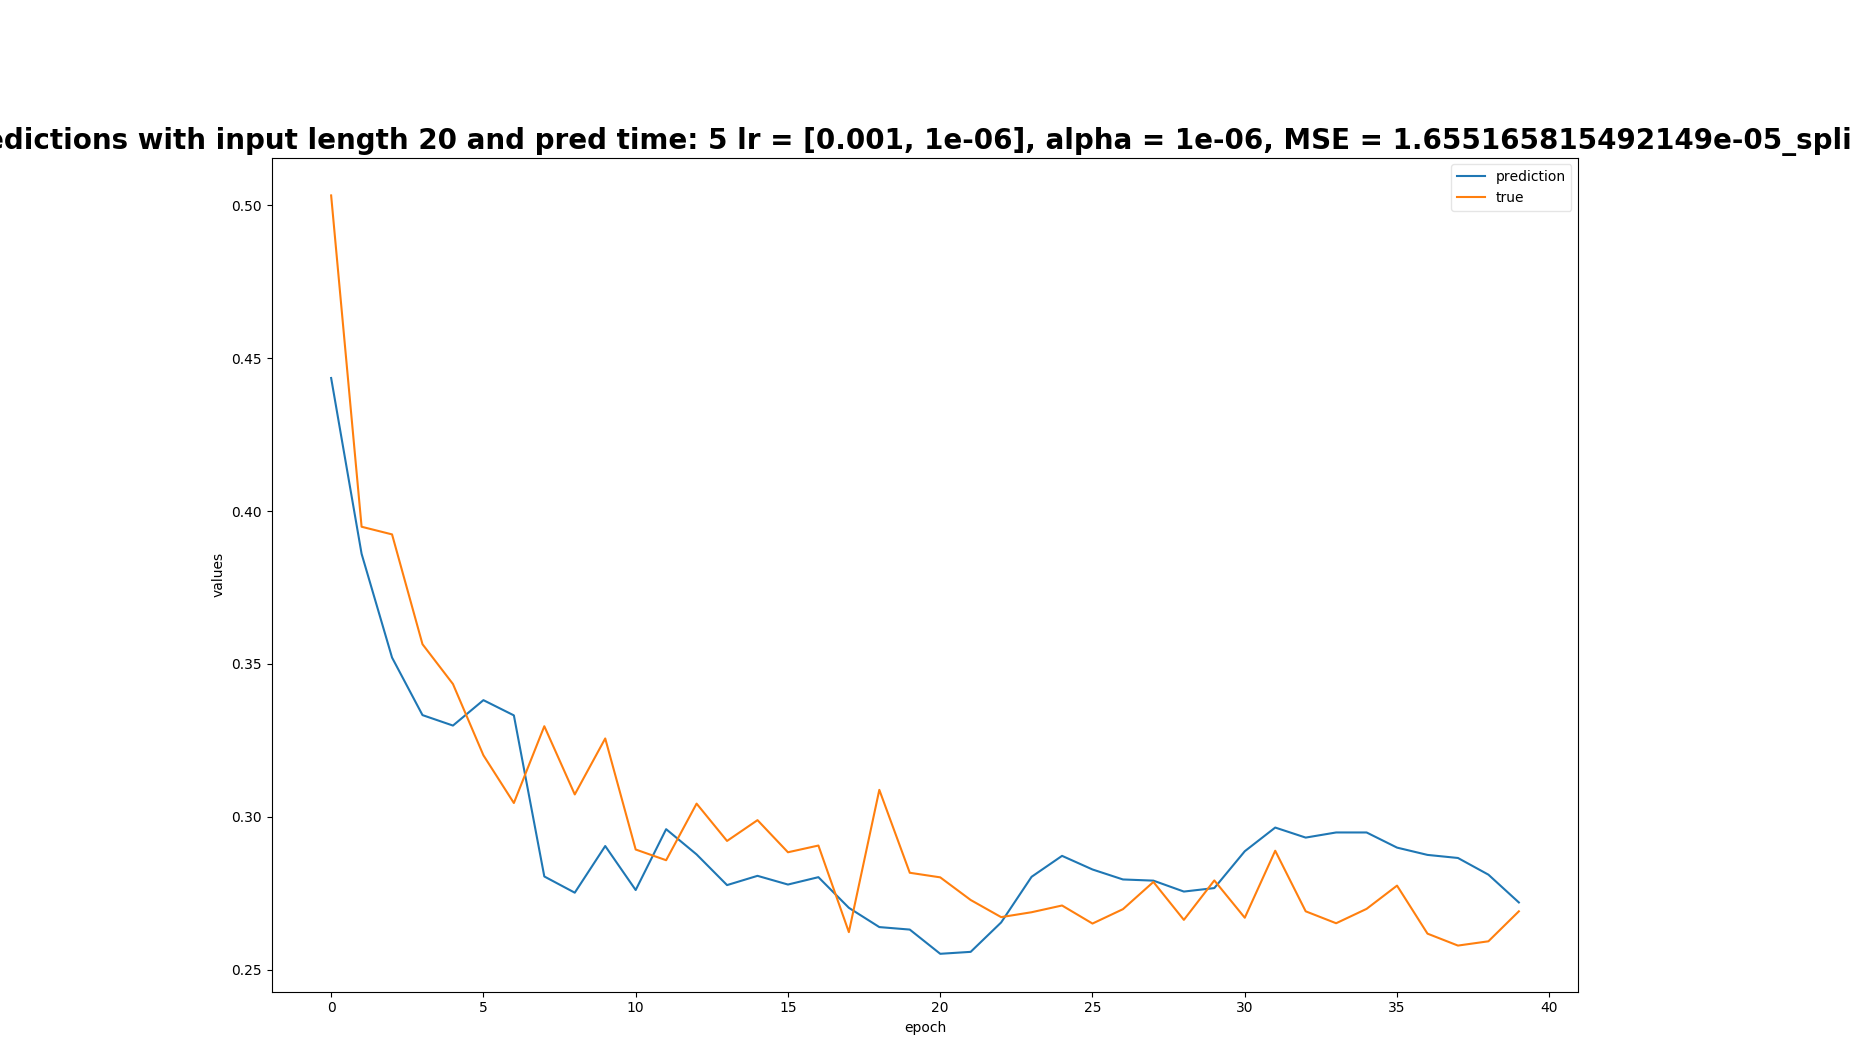 edictions with input length 20 and pred time: 5 lr = [0.001, 1e-06], alpha = 1e-06, MSE = 1.655165815492149e-05_spli
prediction
true
0.50
0.45
0.40
0.35
0.30
0.25
values
0 5 10 15 20 25 30 35 40
epoch